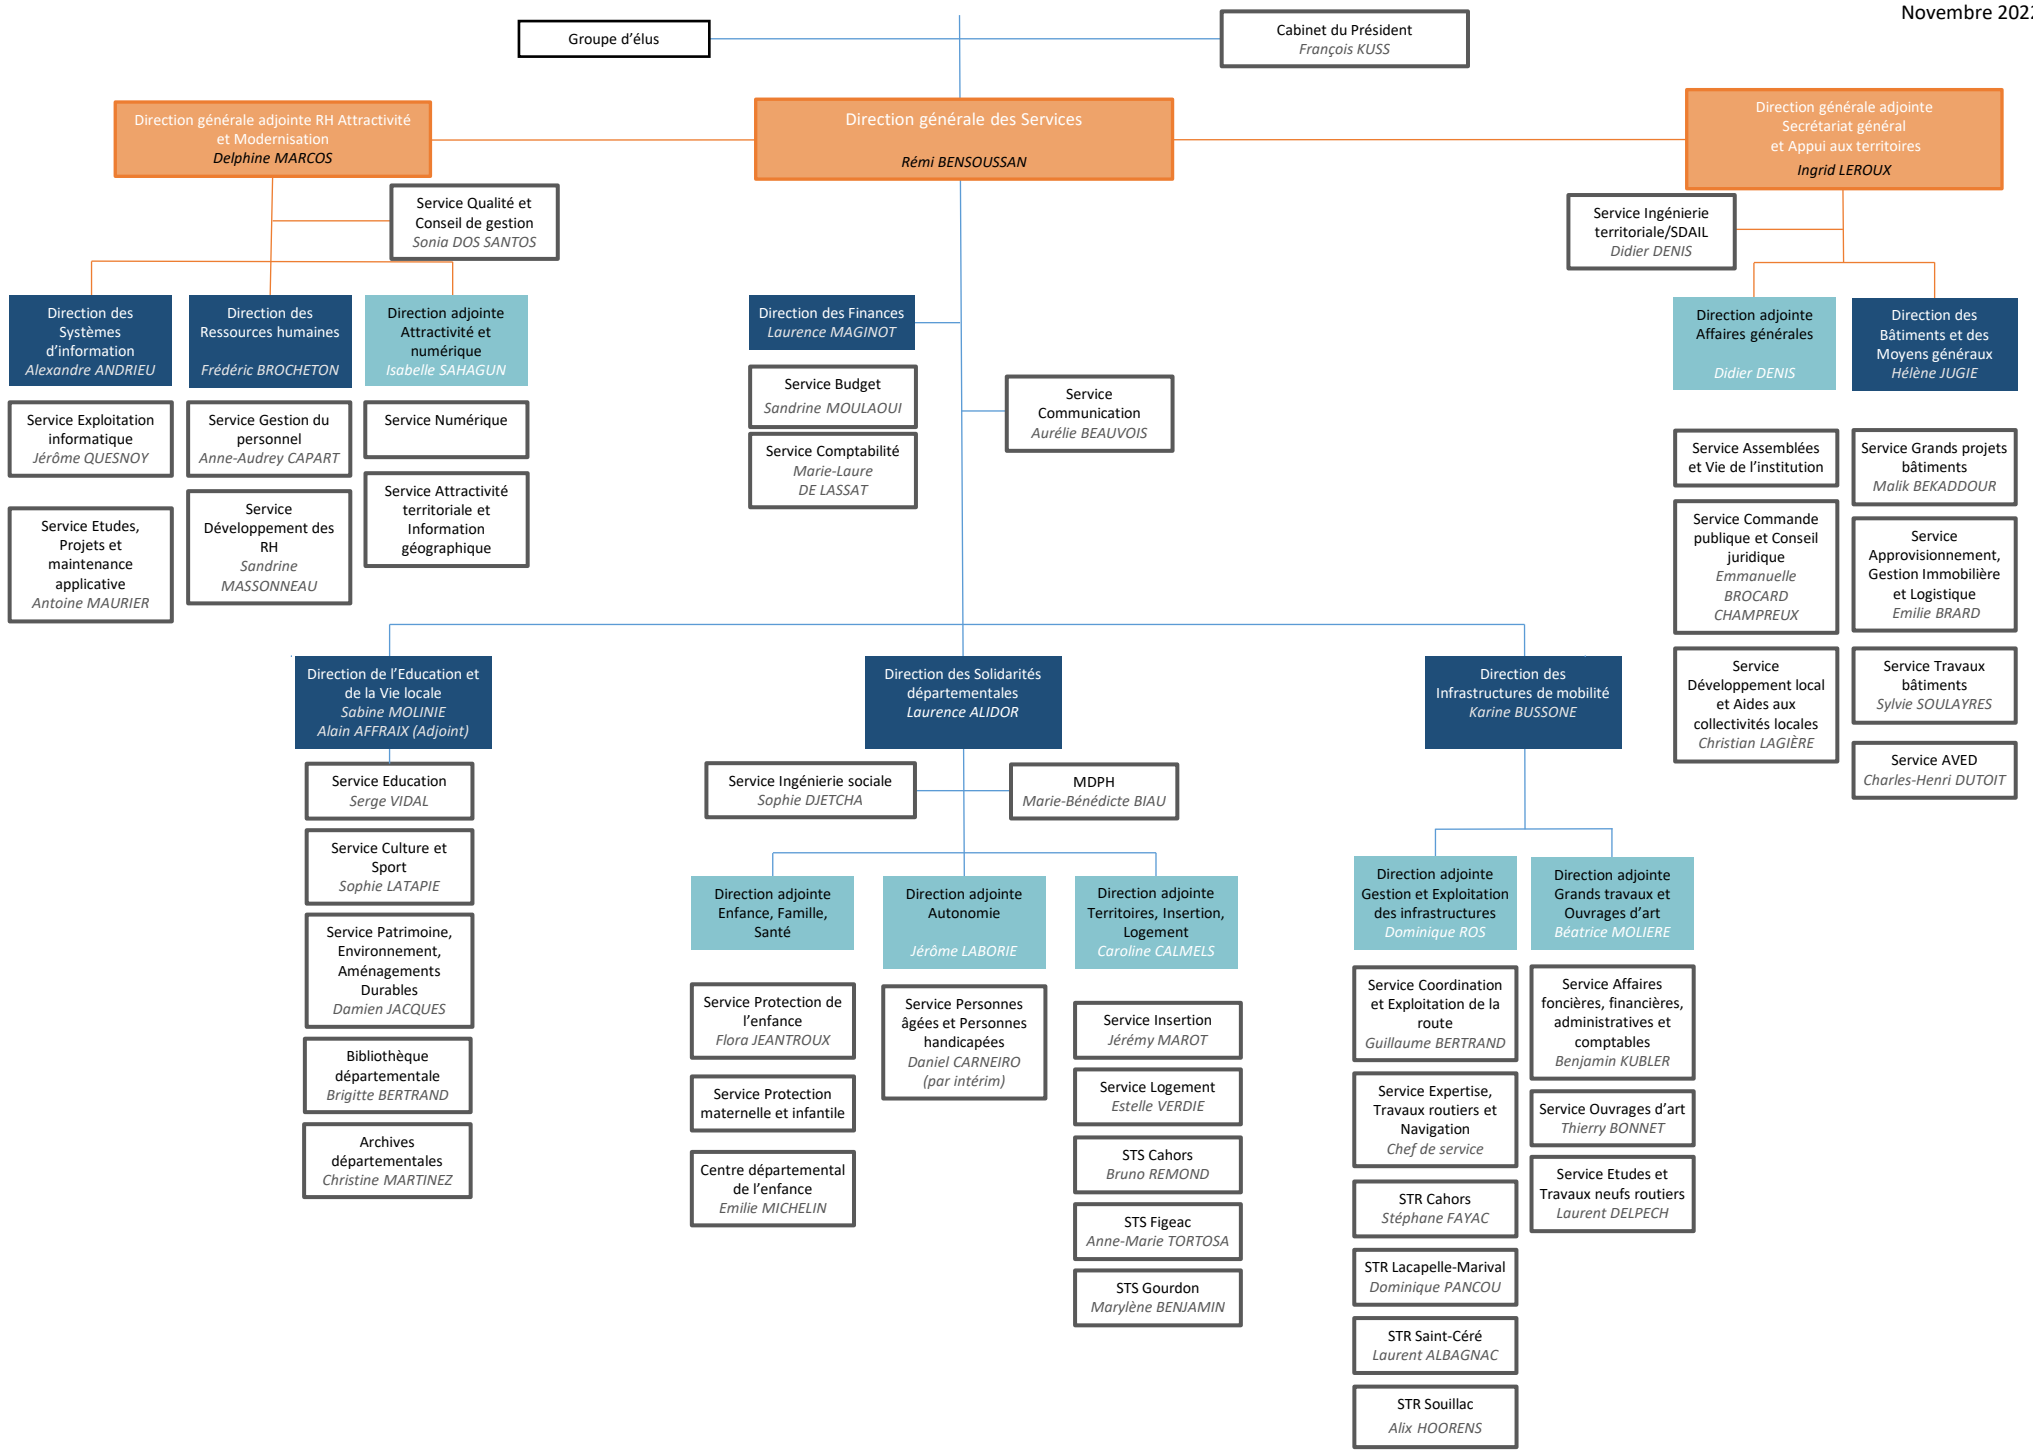 Novembre 2022
Groupe d’élus
Cabinet du Président
François KUSS
Direction générale adjointe RH Attractivité
et Modernisation
Delphine MARCOS
Direction générale des Services
Rémi BENSOUSSAN
Direction générale adjointe
Secrétariat général
et Appui aux territoires
Ingrid LEROUX
Service Qualité et
Conseil de gestion
Sonia DOS SANTOS
Service Ingénierie
territoriale/SDAIL
Didier DENIS
Direction des
Systèmes
d’information
Alexandre ANDRIEU
Direction des
Ressources humaines
Frédéric BROCHETON
Direction adjointe
Attractivité et
numérique
Isabelle SAHAGUN
Direction des Finances
Laurence MAGINOT
Direction adjointe
Affaires générales
Didier DENIS
Direction des
Bâtiments et des
Moyens généraux
Hélène JUGIE
Service Exploitation
informatique
Jérôme QUESNOY
Service Etudes,
Projets et
maintenance
applicative
Antoine MAURIER
Service Gestion du
personnel
Anne-Audrey CAPART
Service
Développement des
RH
Sandrine
MASSONNEAU
Service Numérique
Service Attractivité
territoriale et
Information
géographique
Service Budget
Sandrine MOULAOUI
Service Comptabilité
Marie-Laure
DE LASSAT
Service
Communication
Aurélie BEAUVOIS
Service Assemblées
et Vie de l’institution
Service Commande
publique et Conseil
juridique
Emmanuelle
BROCARD
CHAMPREUX
Service
Développement local
et Aides aux
collectivités locales
Christian LAGIÈRE
Service Grands projets
bâtiments
Malik BEKADDOUR
Service
Approvisionnement,
Gestion Immobilière
et Logistique
Emilie BRARD
Service Travaux
bâtiments
Sylvie SOULAYRES
Service AVED
Charles-Henri DUTOIT
Direction de l’Education et
de la Vie locale
Sabine MOLINIE
Alain AFFRAIX (Adjoint)
Direction des Solidarités
départementales
Laurence ALIDOR
Direction des
Infrastructures de mobilité
Karine BUSSONE
Service Education
Serge VIDAL
Service Culture et
Sport
Sophie LATAPIE
Service Patrimoine,
Environnement,
Aménagements
Durables
Damien JACQUES
Bibliothèque
départementale
Brigitte BERTRAND
Archives
départementales
Christine MARTINEZ
Service Ingénierie sociale
Sophie DJETCHA
MDPH
Marie-Bénédicte BIAU
Direction adjointe
Enfance, Famille,
Santé
Direction adjointe
Autonomie
Jérôme LABORIE
Direction adjointe
Territoires, Insertion,
Logement
Caroline CALMELS
Service Protection de
l’enfance
Flora JEANTROUX
Service Protection
maternelle et infantile
Centre départemental
de l’enfance
Emilie MICHELIN
Service Personnes
âgées et Personnes
handicapées
Daniel CARNEIRO
(par intérim)
Service Insertion
Jérémy MAROT
Service Logement
Estelle VERDIE
STS Cahors
Bruno REMOND
STS Figeac
Anne-Marie TORTOSA
STS Gourdon
Marylène BENJAMIN
Direction adjointe
Gestion et Exploitation
des infrastructures
Dominique ROS
Direction adjointe
Grands travaux et
Ouvrages d’art
Béatrice MOLIERE
Service Coordination
et Exploitation de la
route
Guillaume BERTRAND
Service Expertise,
Travaux routiers et
Navigation
Chef de service
STR Cahors
Stéphane FAYAC
STR Lacapelle-Marival
Dominique PANCOU
STR Saint-Céré
Laurent ALBAGNAC
STR Souillac
Alix HOORENS
Service Affaires
foncières, financières,
administratives et
comptables
Benjamin KUBLER
Service Ouvrages d’art
Thierry BONNET
Service Etudes et
Travaux neufs routiers
Laurent DELPECH